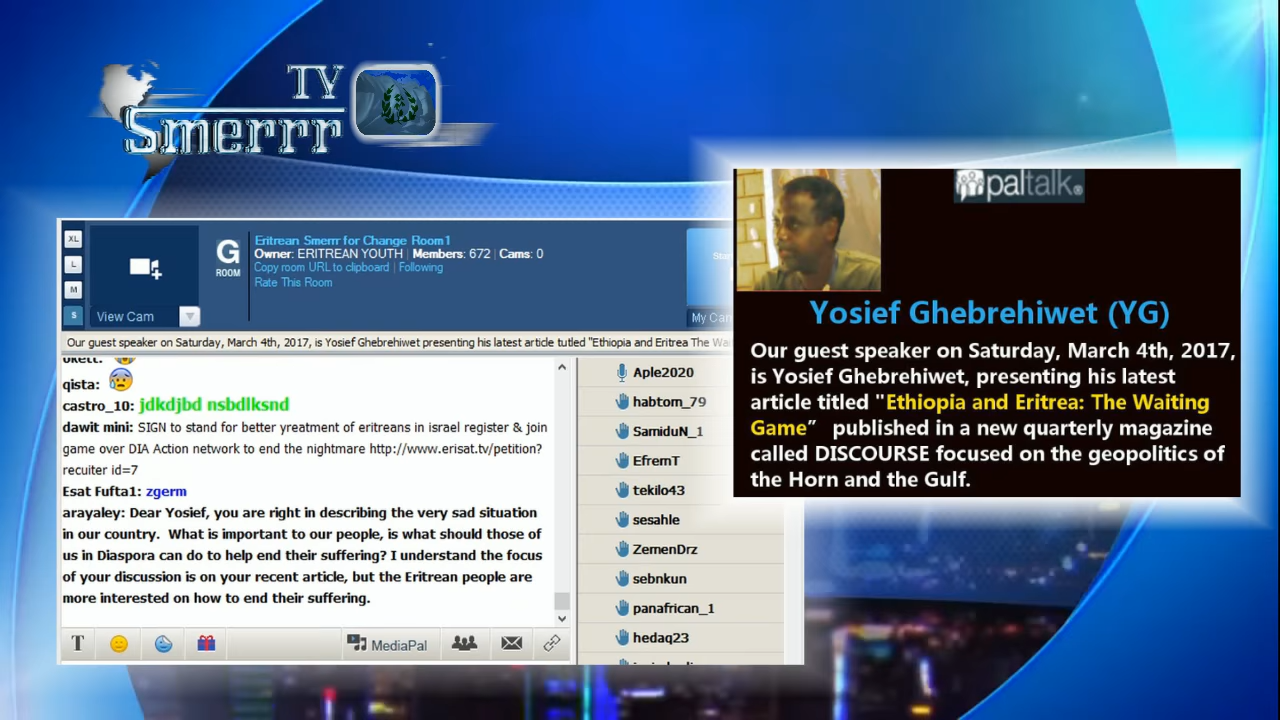 TV
Smerrr
XL
L
M
S
View Cam
G
ROOM
Eritrean Smerrr for Change Room1
Owner: ERITREAN YOUTH | Members: 672 | Cams: 0
Copy room URL to clipboard | Following
Rate This Room
My Ca
Our guest speaker on Saturday, March 4th, 2017, is Yosief Ghebrehiwet presenting his latest article tutled "Ethiopia and Eritrea The Wai
qista:
castro_10: jdkdjbd nsbdlksnd
dawit mini: SIGN to stand for better yreatment of eritreans in israel register & join
game over DIA Action network to end the nightmare http://www.erisat.tv/petition?
recuiter id=7
Esat Fufta1: zgerm
arayaley: Dear Yosief, you are right in describing the very sad situation
in our country. What is important to our people, is what should those of
us in Diaspora can do to help end their suffering? I understand the focus
of your discussion is on your recent article, but the Eritrean people are
more interested on how to end their suffering.
T
MediaPal
Aple2020
habtom_79
SamiduN_1
EfremT
tekilo43
sesahle
ZemenDrz
sebnkun
panafrican_1
hedaq23
paltalk®
Yosief Ghebrehiwet (YG)
Our guest speaker on Saturday, March 4th, 2017,
is Yosief Ghebrehiwet, presenting his latest
article titled "Ethiopia and Eritrea: The Waiting
Game” published in a new quarterly magazine
called DISCOURSE focused on the geopolitics of
the Horn and the Gulf.